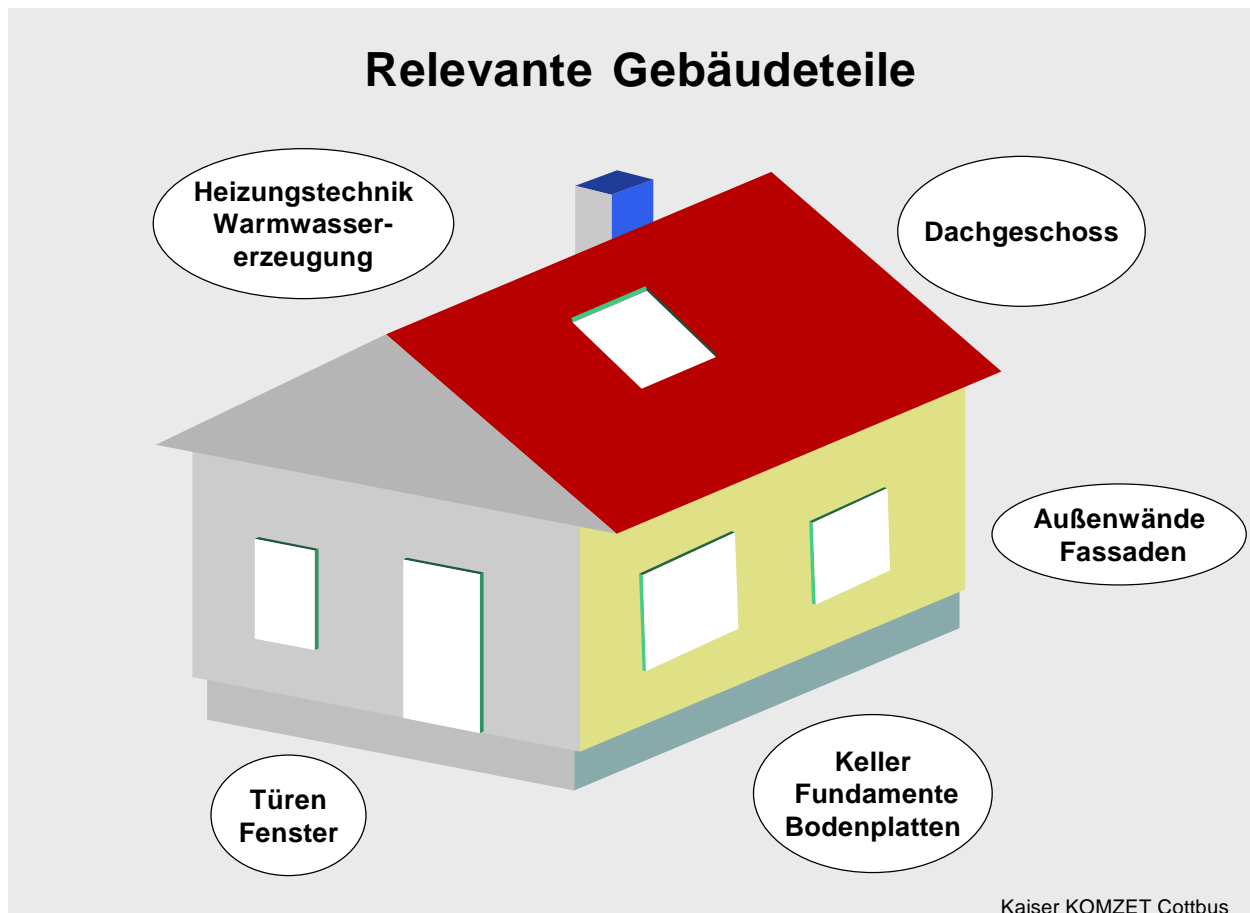 Relevante Gebäudeteile
Heizungstechnik
Warmwasser-
erzeugung
Dachgeschoss
Außenwände
Fassaden
Keller
Fundamente
Bodenplatten
Türen
Fenster
Kaiser KOMZET Cottbus